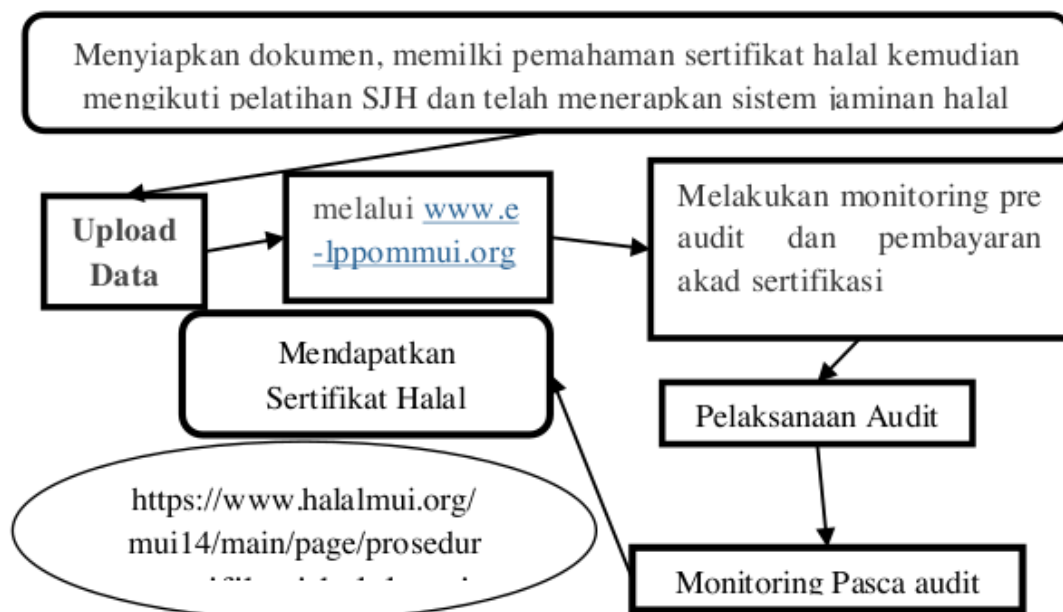 Menyiapkan dokumen, memilki pemahaman sertifikat halal kemudian
mengikuti pelatihan SJH dan telah menerapkan sistem jaminan halal
Upload
Data
melalui www.e
-lppommui.org
Melakukan monitoring pre
audit dan pembayaran
akad sertifikasi
Mendapatkan
Sertifikat Halal
Pelaksanaan Audit
https://www.halalmui.org/
mui14/main/page/prosedur
Monitoring Pasca audit